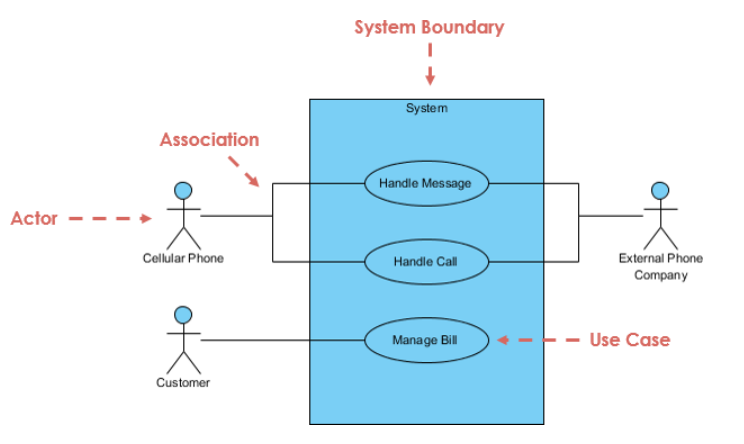 System Boundary
System
Association
Handle Message
Actor
Cellular Phone
Handle Call
External Phone
Company
Manage Bill
Use Case
Customer